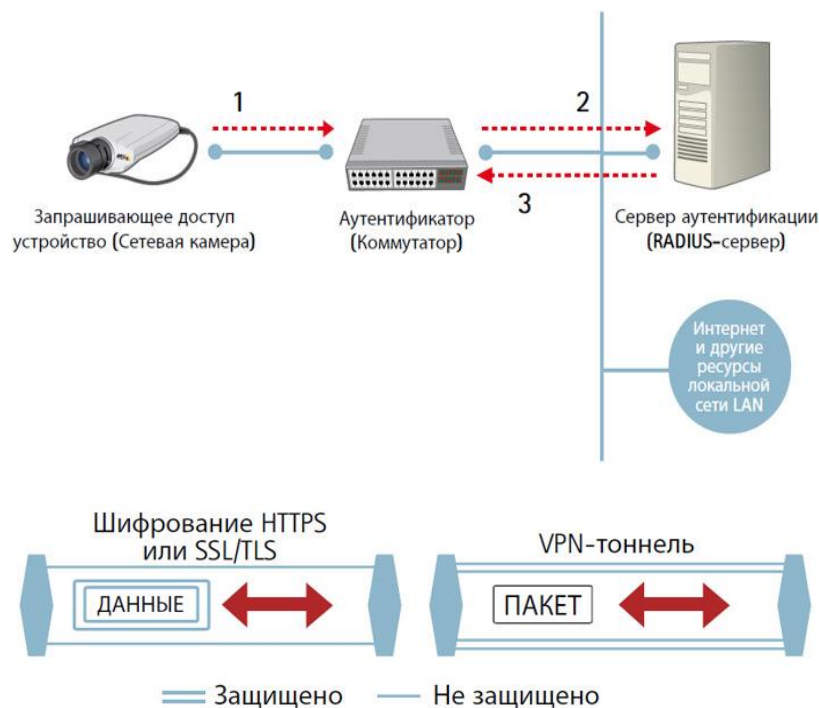 1
2
3
Запрашивающее доступ
устройство (Сетевая камера)
Аутентификатор
(Коммутатор)
Сервер аутентификации
(RADIUS-сервер)
Интернет
и другие
ресурсы
локальной
сети LAN
Шифрование HTTPS
или SSL/TLS
ДАННЫЕ
VPN-тоннель
ПАКЕТ
Защищено
Не защищено